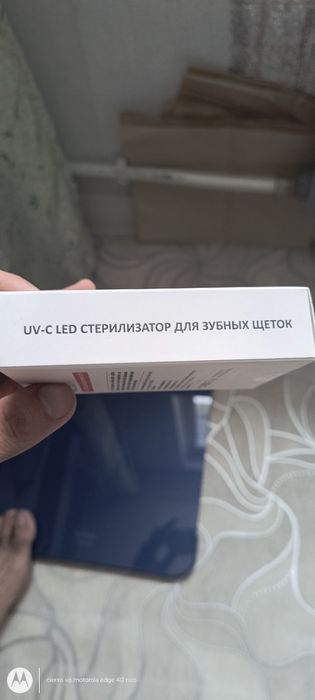 UV-C LED СТЕРИЛИЗАТОР ДЛЯ ЗУБНЫХ ЩЕТОК
снято на motorola edge 40 neo